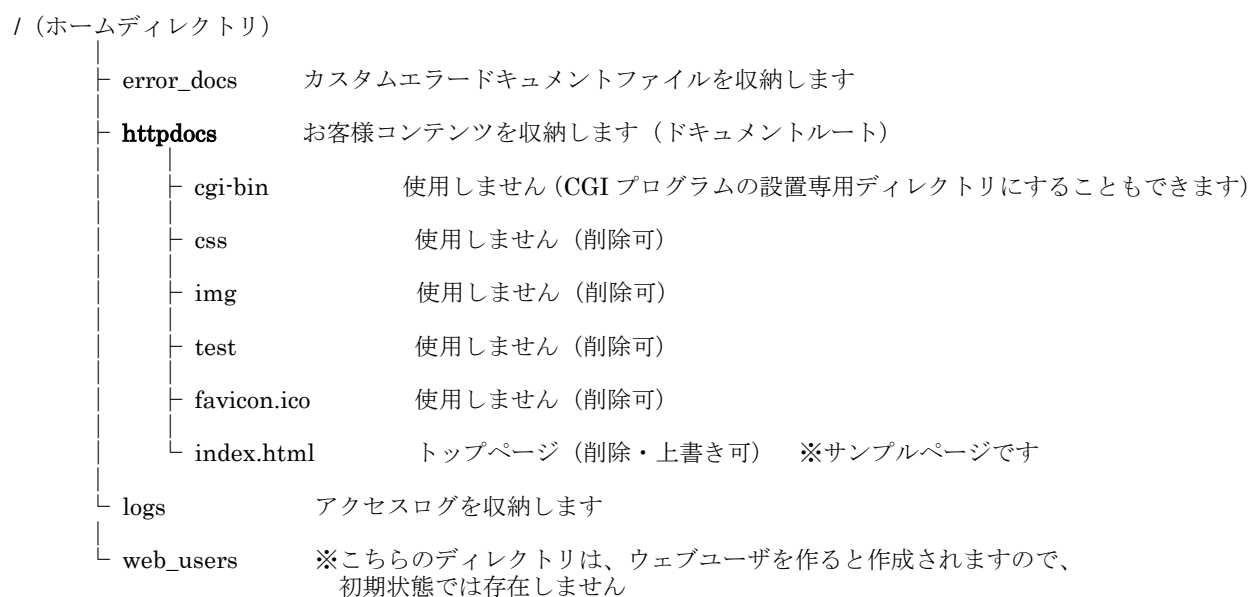 /（ホームディレクトリ）
├ error_docs カスタムエラードキュメントファイルを収納します
├ httpdocs お客様コンテンツを収納します（ドキュメントルート）
├ cgi-bin 使用しません（CGI プログラムの設置専用ディレクトリにすることもできます）
├ css 使用しません（削除可）
├ img 使用しません（削除可）
├ test 使用しません（削除可）
├ favicon.ico 使用しません（削除可）
└ index.html トップページ（削除・上書き可） ※サンプルページです
└ logs アクセスログを収納します
└ web_users ※こちらのディレクトリは、ウェブユーザを作ると作成されますので、
初期状態では存在しません